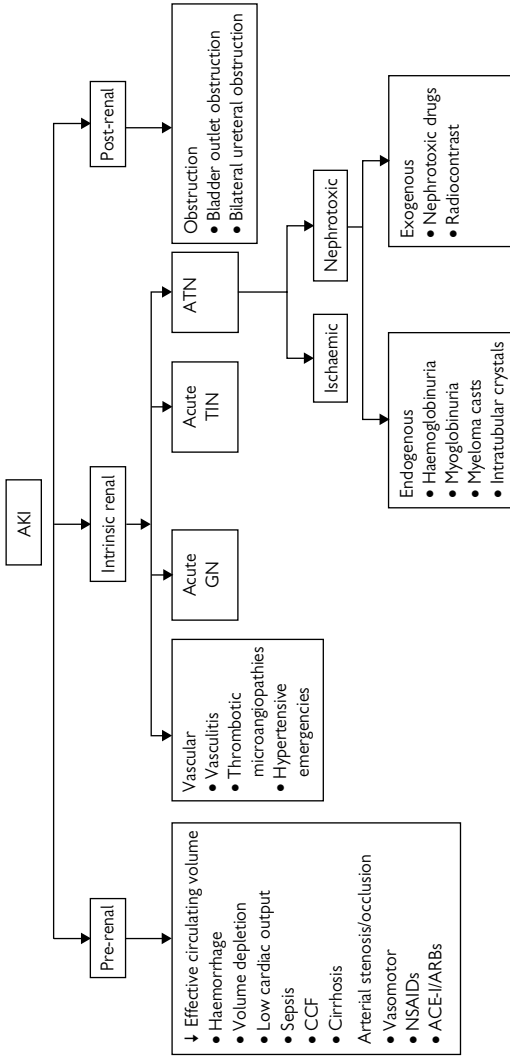 AKI
Pre-renal
Intrinsic renal
Post-renal
↓ Effective circulating volume
• Haemorrhage
• Volume depletion
• Low cardiac output
• Sepsis
• CCF
• Cirrhosis
Arterial stenosis/occlusion
• Vasomotor
• NSAIDs
• ACE-I/ARBs
Vascular
• Vasculitis
• Thrombotic
microangiopathies
• Hypertensive
emergencies
Acute
GN
Acute
TIN
ATN
Obstruction
• Bladder outlet obstruction
• Bilateral ureteral obstruction
Ischaemic
Nephrotoxic
Endogenous
• Haemoglobinuria
• Myoglobinuria
• Myeloma casts
• Intratubular crystals
Exogenous
• Nephrotoxic drugs
• Radiocontrast